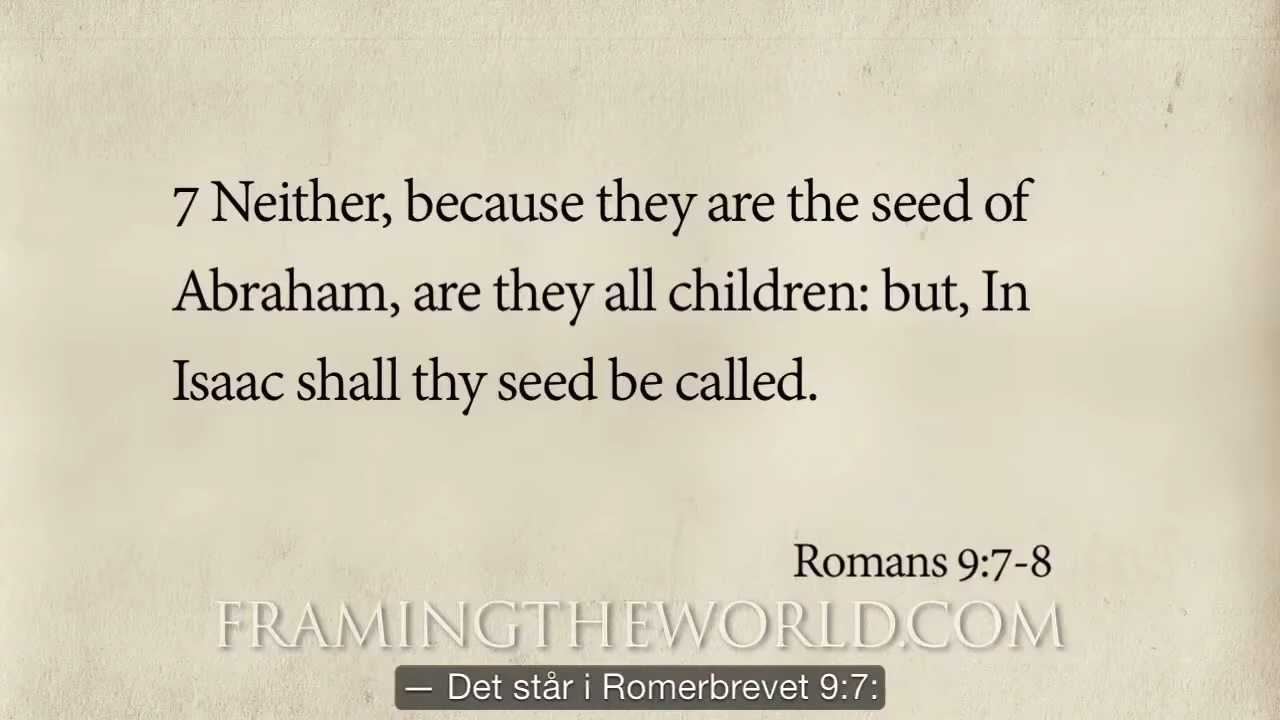 7 Neither, because they are the seed of
Abraham, are they all children: but, In
Isaac shall thy seed be called.
Romans 9:7-8
FRAMINGTHEWORLD.COM
— Det står i Romerbrevet 9:7: